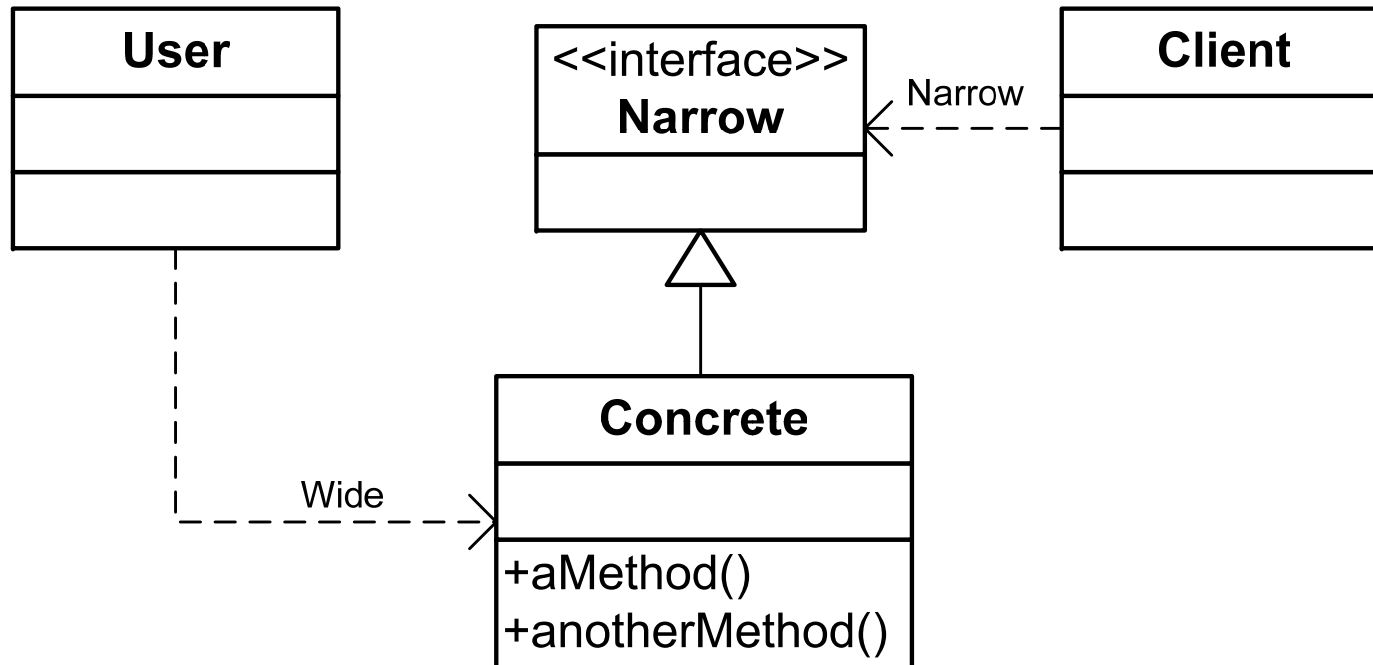 User
<<interface>>
Narrow
Narrow
Client
Wide
Concrete
+aMethod()
+anotherMethod()